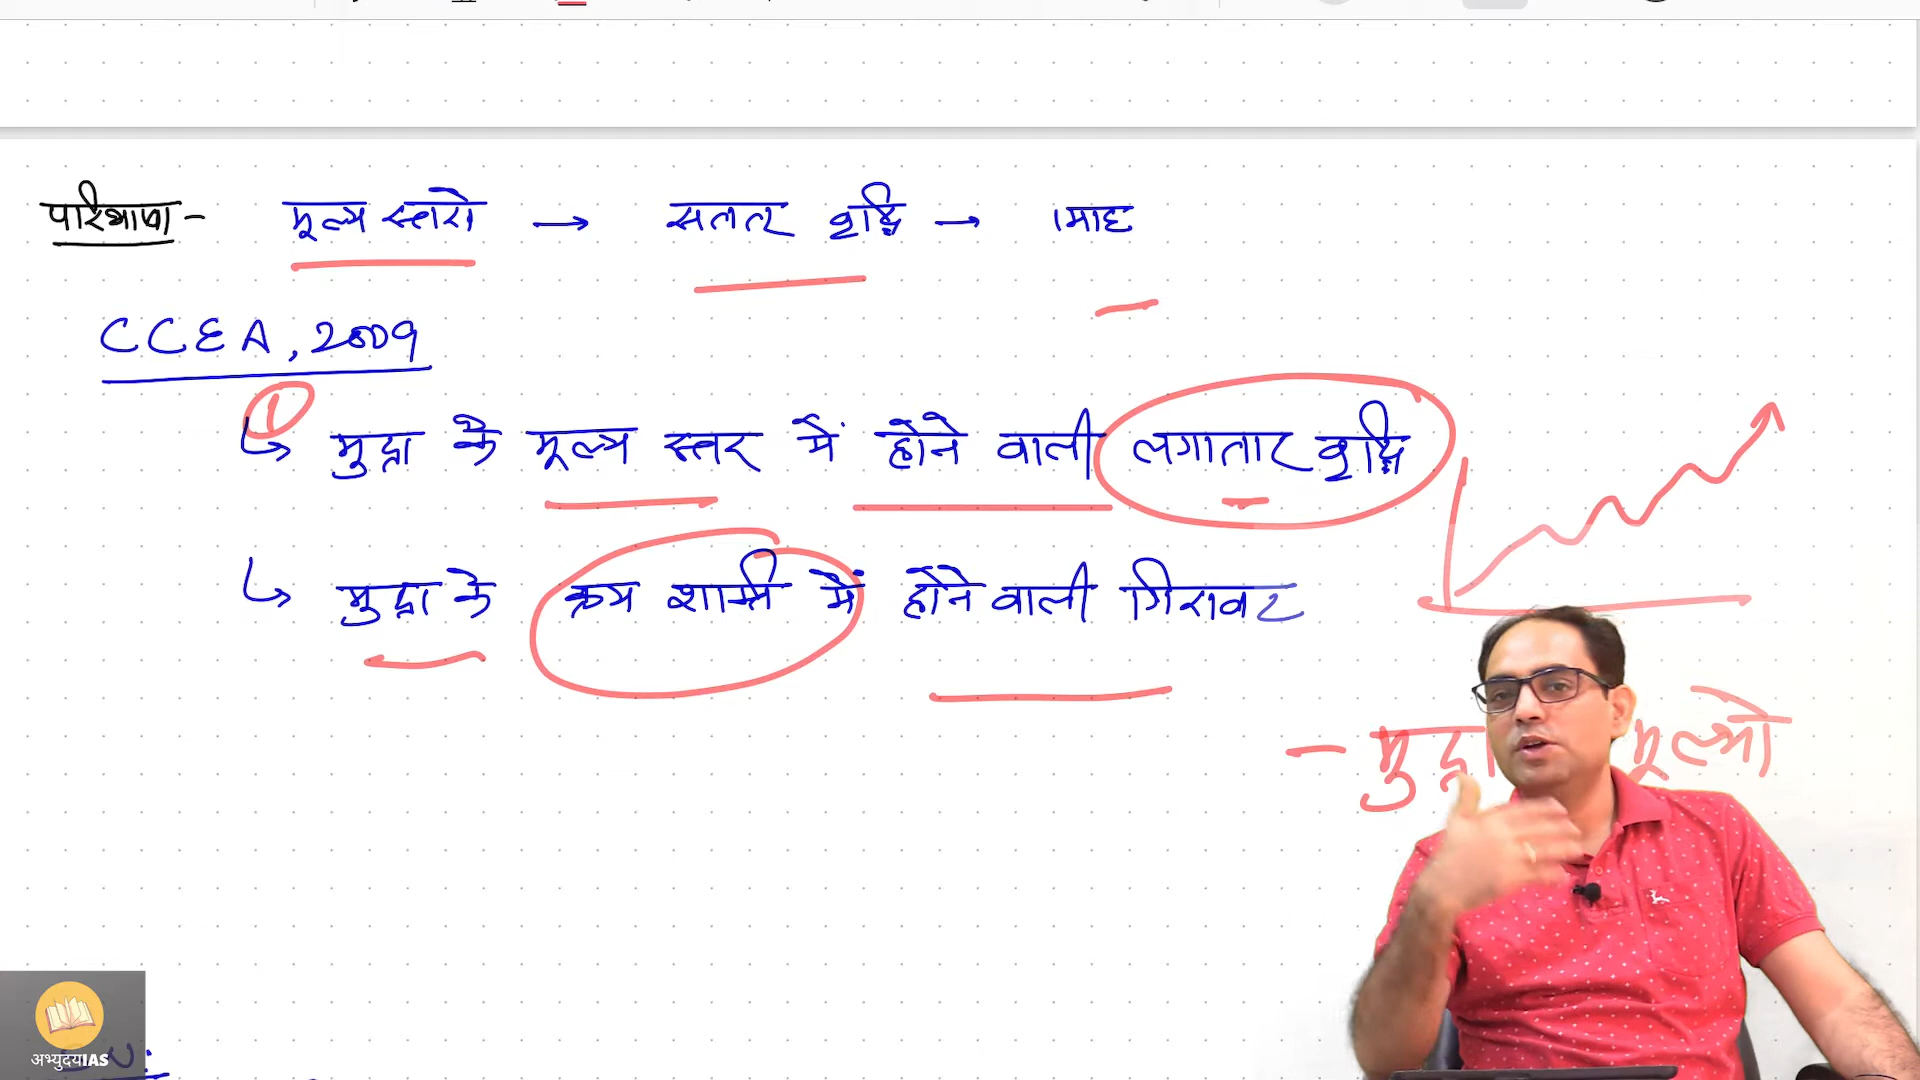 परिभाषा - मूल्य स्तरो → सतत वृद्धि →
CCEA, 2009
①
↳ मुद्रा के मूल्य स्तर में होने वाली लगातार वृद्धि
↳ मुद्रा के क्रय शक्ति में होने वाली गिरावट
- मुद्रा मूल्यो
अभ्युदयIAS